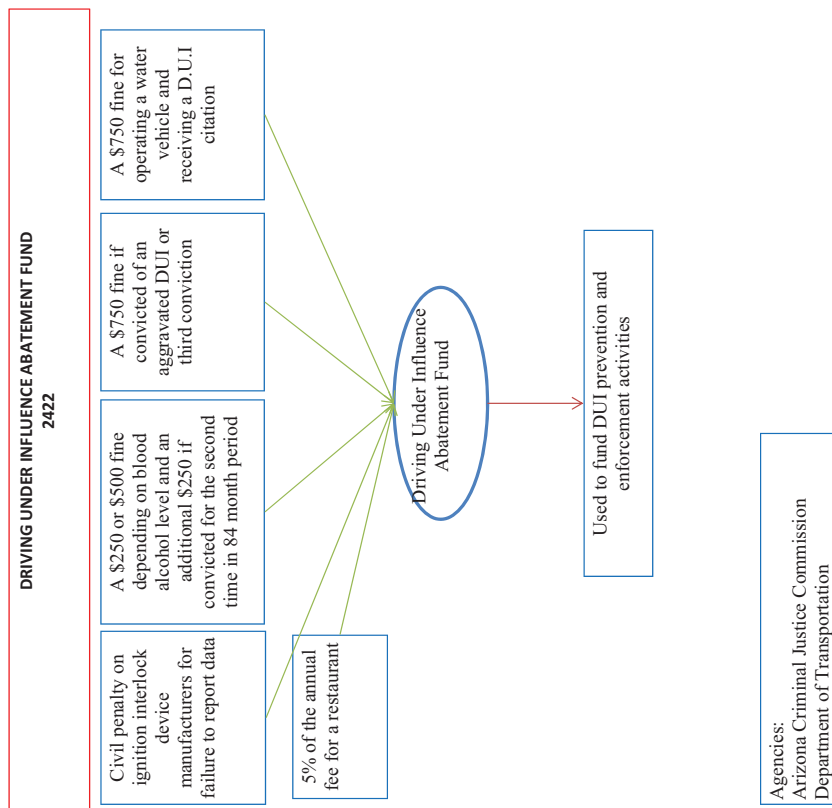 DRIVING UNDER INFLUENCE ABATEMENT FUND
2422
Civil penalty on
ignition interlock
device
manufacturers for
failure to report data
A $250 or $500 fine
depending on blood
alcohol level and an
additional $250 if
convicted for the second
time in 84 month period
A $750 fine if
convicted of an
aggravated DUI or
third conviction
A $750 fine for
operating a water
vehicle and
receiving a D.U.I
citation
5% of the annual
fee for a restaurant
Driving Under Influence
Abatement Fund
Used to fund DUI prevention and
enforcement activities
Agencies:
Arizona Criminal Justice Commission
Department of Transportation